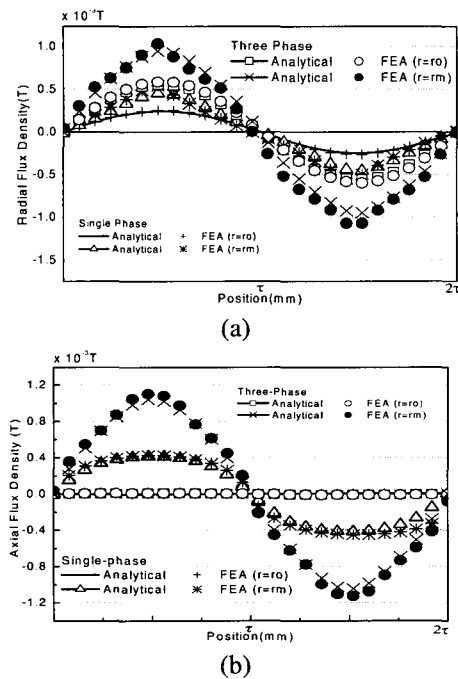 x 10⁻³T
Radial Flux Density(T)
1.0
0.5
0.0
-0.5
-1.0
-1.5
Three Phase
Analytical FEA (r=ro)
Analytical FEA (r=rm)
Single Phase
Analytical FEA (r=ro)
Analytical FEA (r=rm)
τ 2τ
Position(mm)
(a)
x 10⁻³T
Axial Flux Density (T)
1.2
0.8
0.4
0.0
-0.4
-0.8
-1.2
Three-Phase
Analytical FEA (r=ro)
Analytical FEA (r=rm)
Single-phase
Analytical FEA (r=ro)
Analytical FEA (r=rm)
τ 2τ
Position(mm)
(b)